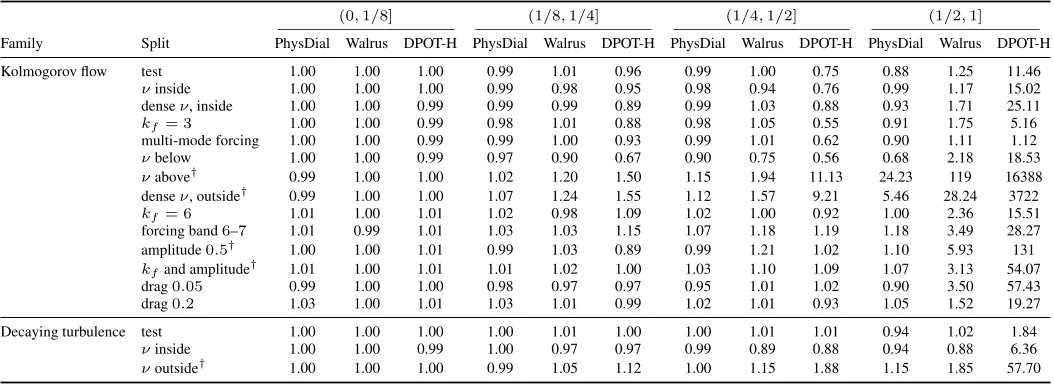 (0, 1/8] (1/8, 1/4] (1/4, 1/2] (1/2, 1]
Family Split PhysDial Walrus DPOT-H PhysDial Walrus DPOT-H PhysDial Walrus DPOT-H PhysDial Walrus DPOT-H
Kolmogorov flow test 1.00 1.00 1.00 0.99 1.01 0.96 0.99 1.00 0.75 0.88 1.25 11.46
ν inside 1.00 1.00 1.00 0.99 0.98 0.95 0.98 0.94 0.76 0.99 1.17 15.02
dense ν, inside 1.00 1.00 0.99 0.99 0.99 0.89 0.99 1.03 0.88 0.93 1.71 25.11
k_f = 3 1.00 1.00 0.99 0.98 1.01 0.88 0.98 1.05 0.55 0.91 1.75 5.16
multi-mode forcing 1.00 1.00 0.99 0.99 1.00 0.93 0.99 1.01 0.62 0.90 1.11 1.12
ν below 1.00 1.00 0.99 0.97 0.90 0.67 0.90 0.75 0.56 0.68 2.18 18.53
ν above† 0.99 1.00 1.00 1.02 1.20 1.50 1.15 1.94 11.13 24.23 119 16388
dense ν, outside† 0.99 1.00 1.00 1.07 1.24 1.55 1.12 1.57 9.21 5.46 28.24 3722
k_f = 6 1.01 1.00 1.01 1.02 0.98 1.09 1.02 1.00 0.92 1.00 2.36 15.51
forcing band 6–7 1.01 0.99 1.01 1.03 1.03 1.15 1.07 1.18 1.19 1.18 3.49 28.27
amplitude 0.5† 1.00 1.00 1.01 0.99 1.03 0.89 0.99 1.21 1.02 1.10 5.93 131
k_f and amplitude† 1.01 1.00 1.01 1.01 1.02 1.00 1.03 1.10 1.09 1.07 3.13 54.07
drag 0.05 0.99 1.00 1.01 0.98 0.97 0.97 0.95 1.01 1.02 0.90 3.50 57.43
drag 0.2 1.03 1.00 1.01 1.03 1.01 0.99 1.02 1.01 0.93 1.05 1.52 19.27
Decaying turbulence test 1.00 1.00 1.00 1.00 1.01 1.00 1.00 1.01 1.01 0.94 1.02 1.84
ν inside 1.00 1.00 0.99 1.00 0.97 0.97 0.99 0.89 0.88 0.94 0.88 6.36
ν outside† 1.00 1.00 1.00 0.99 1.05 1.12 1.00 1.15 1.88 1.15 1.85 57.70